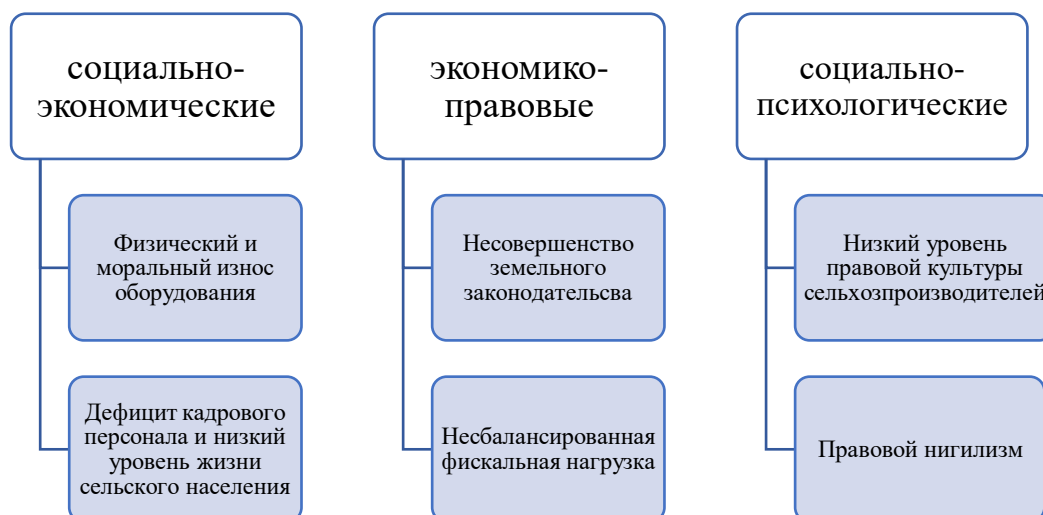 социально-
экономические
Физический и
моральный износ
оборудования
Дефицит кадрового
персонала и низкий
уровень жизни
сельского населения
экономико-
правовые
Несовершенство
земельного
законодательсва
Несбалансированная
фискальная нагрузка
социально-
психологические
Низкий уровень
правовой культуры
сельхозпроизводителей
Правовой нигилизм